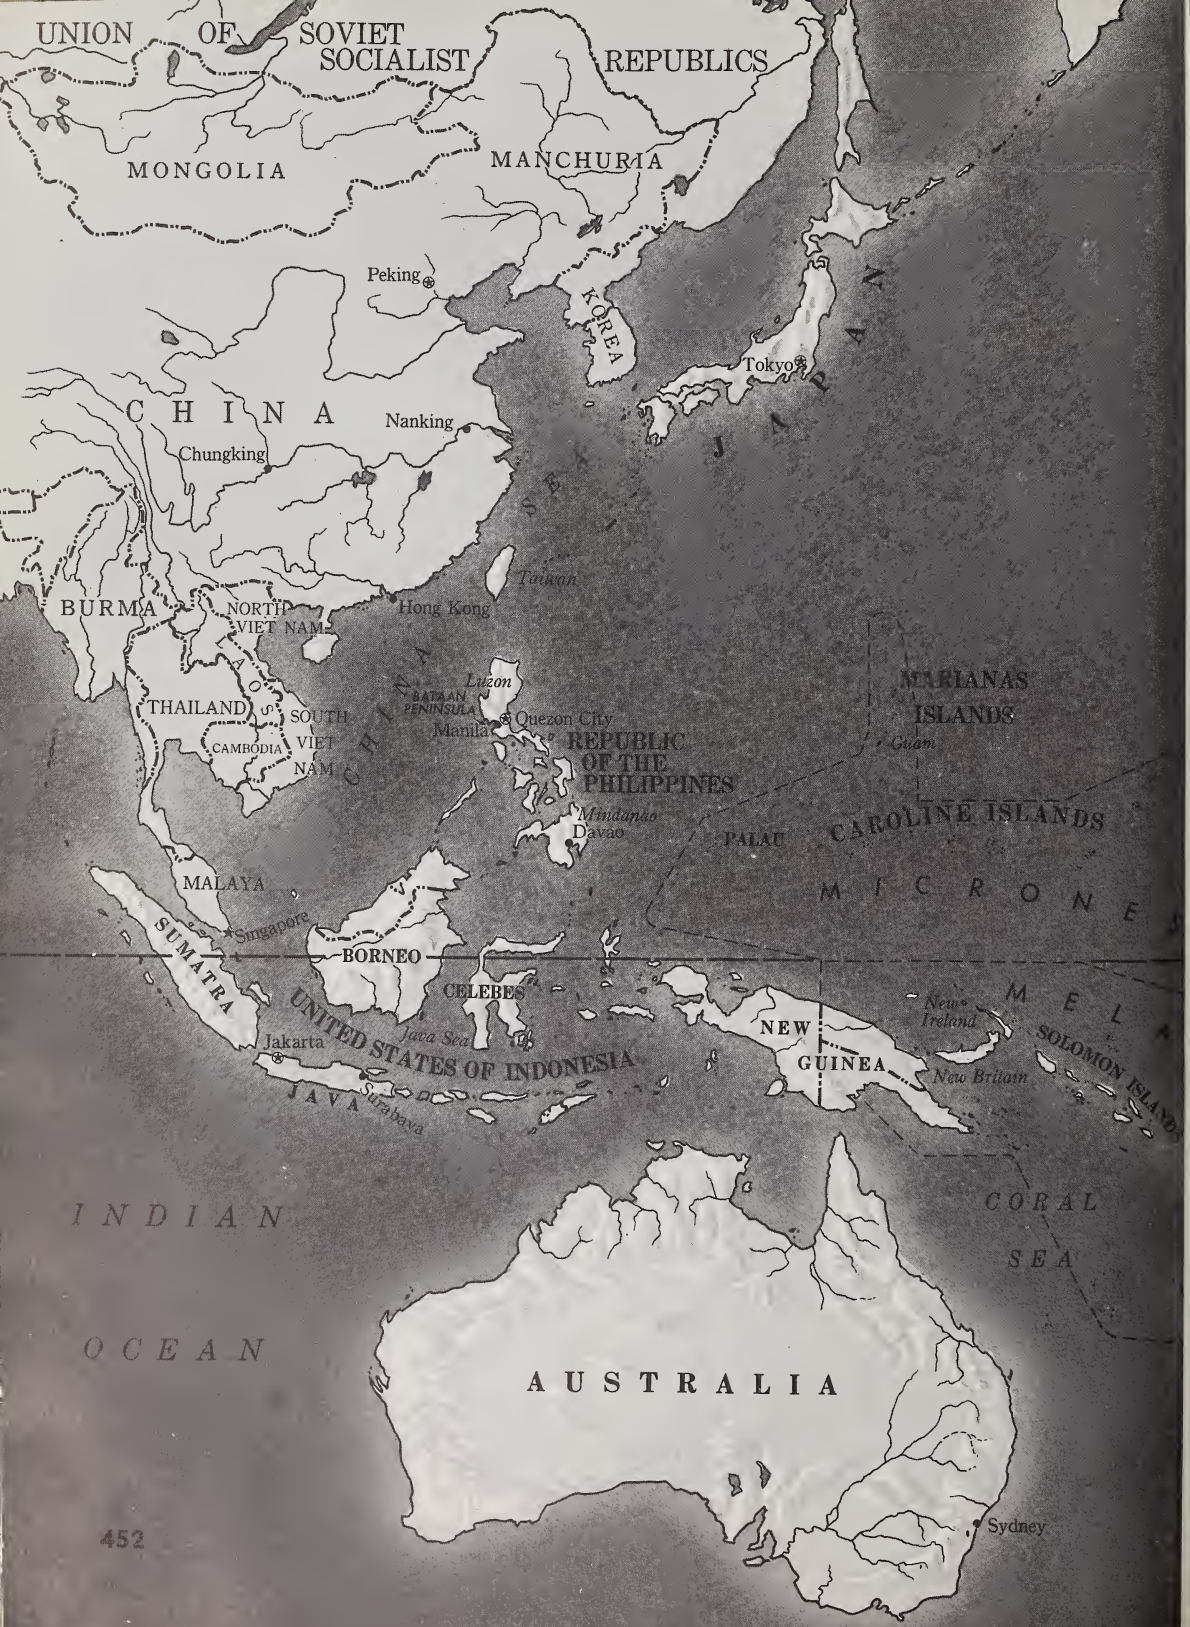 UNION OF SOVIET
SOCIALIST REPUBLICS
MONGOLIA
MANCHURIA
Peking
KOREA
JAPAN
Tokyo
CHINA
Nanking
Chungking
CHINA SEA
Taiwan
BURMA
NORTH
VIET NAM
Hong Kong
LAOS
THAILAND
SOUTH
VIET
NAM
CAMBODIA
Luzon
BATAAN
PENINSULA
Quezon City
Manila
REPUBLIC
OF THE
PHILIPPINES
Mindanao
Davao
MARIANAS
ISLANDS
Guam
PALAU
CAROLINE ISLANDS
MICRONES
MALAYA
Singapore
SUMATRA
BORNEO
CELEBES
UNITED STATES OF INDONESIA
Java Sea
Jakarta
JAVA
Surabaya
NEW
GUINEA
New
Ireland
New Britain
MELA
SOLOMON ISLANDS
INDIAN
OCEAN
CORAL
SEA
AUSTRALIA
Sydney
452